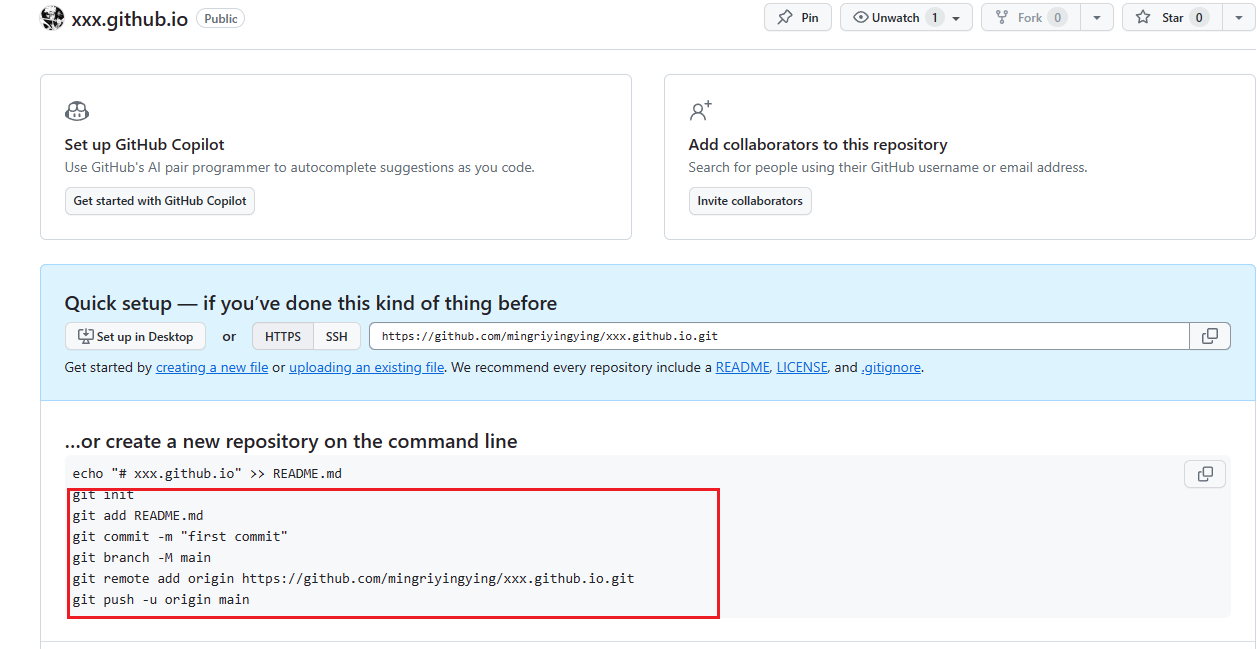 xxx.github.io Public Pin Unwatch 1 Fork 0 Star 0
Set up GitHub Copilot
Use GitHub's AI pair programmer to autocomplete suggestions as you code.
Get started with GitHub Copilot
Add collaborators to this repository
Search for people using their GitHub username or email address.
Invite collaborators
Quick setup — if you’ve done this kind of thing before
Set up in Desktop or HTTPS SSH https://github.com/mingriyingying/xxx.github.io.git
Get started by creating a new file or uploading an existing file. We recommend every repository include a README, LICENSE, and .gitignore.
…or create a new repository on the command line
echo "# xxx.github.io" >> README.md
git init
git add README.md
git commit -m "first commit"
git branch -M main
git remote add origin https://github.com/mingriyingying/xxx.github.io.git
git push -u origin main